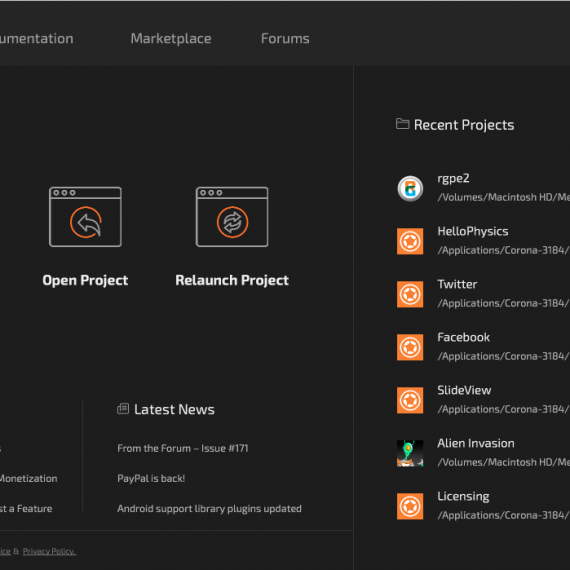 umentation
Marketplace
Forums
Open Project
Relaunch Project
Recent Projects
rgpe2
/Volumes/Macintosh HD/Me
HelloPhysics
/Applications/Corona-3184/
Twitter
/Applications/Corona-3184/
Facebook
/Applications/Corona-3184/
SlideView
/Applications/Corona-3184/
Alien Invasion
/Volumes/Macintosh HD/Me
Licensing
/Applications/Corona-3184/
s
Monetization
st a Feature
Latest News
From the Forum – Issue #171
PayPal is back!
Android support library plugins updated
ice & Privacy Policy.